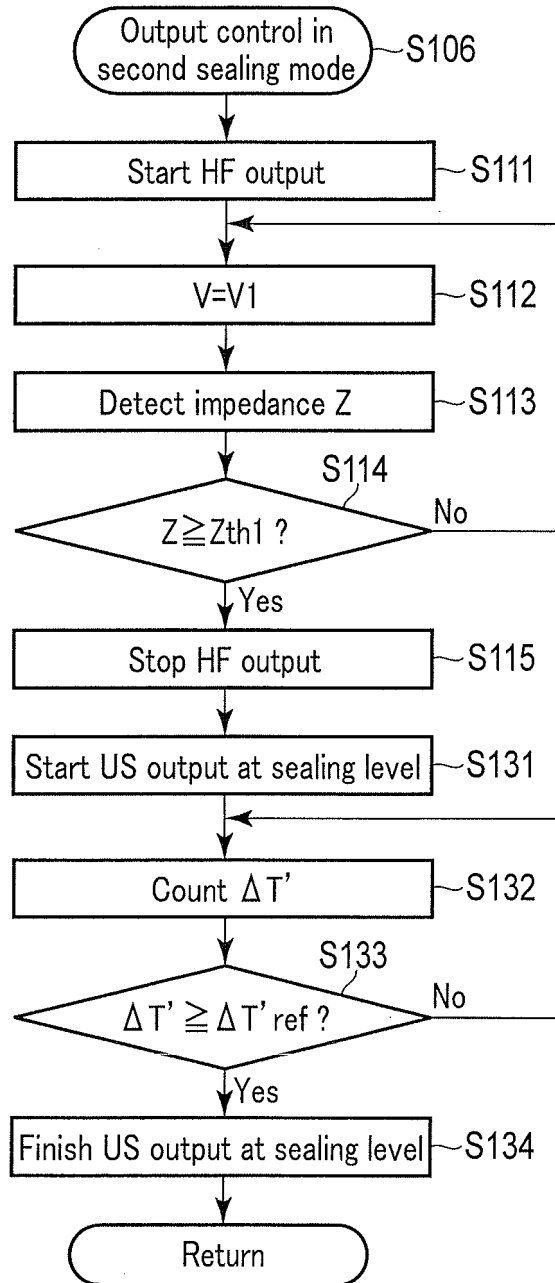 Output control in
second sealing mode
S106
Start HF output
S111
V=V1
S112
Detect impedance Z
S113
S114
Z≧Zth1 ?
No
Yes
Stop HF output
S115
Start US output at sealing level
S131
Count ΔT'
S132
S133
ΔT' ≧ ΔT' ref ?
No
Yes
Finish US output at sealing level
S134
Return